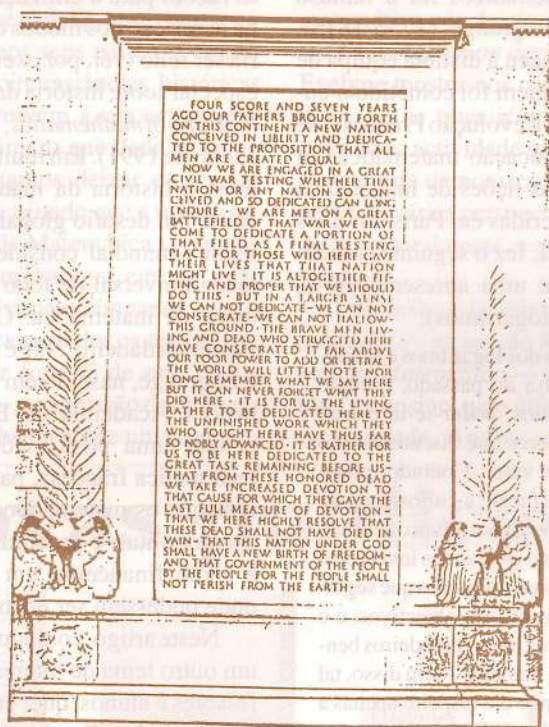 FOUR SCORE AND SEVEN YEARS
AGO OUR FATHERS BROUGHT FORTH
ON THIS CONTINENT A NEW NATION
CONCEIVED IN LIBERTY AND DEDICA-
TED TO THE PROPOSITION THAT ALL
MEN ARE CREATED EQUAL ·
NOW WE ARE ENGAGED IN A GREAT
CIVIL WAR TESTING WHETHER THAT
NATION OR ANY NATION SO CON-
CEIVED AND SO DEDICATED CAN LONG
ENDURE · WE ARE MET ON A GREAT
BATTLEFIELD OF THAT WAR · WE HAVE
COME TO DEDICATE A PORTION OF
THAT FIELD AS A FINAL RESTING
PLACE FOR THOSE WHO HERE GAVE
THEIR LIVES THAT THAT NATION
MIGHT LIVE · IT IS ALTOGETHER FIT-
TING AND PROPER THAT WE SHOULD
DO THIS · BUT IN A LARGER SENSE
WE CAN NOT DEDICATE–WE CAN NOT
CONSECRATE–WE CAN NOT HALLOW–
THIS GROUND · THE BRAVE MEN LIV-
ING AND DEAD WHO STRUGGLED HERE
HAVE CONSECRATED IT FAR ABOVE
OUR POOR POWER TO ADD OR DETRACT ·
THE WORLD WILL LITTLE NOTE NOR
LONG REMEMBER WHAT WE SAY HERE
BUT IT CAN NEVER FORGET WHAT THEY
DID HERE · IT IS FOR US THE LIVING
RATHER TO BE DEDICATED HERE TO
THE UNFINISHED WORK WHICH THEY
WHO FOUGHT HERE HAVE THUS FAR
SO NOBLY ADVANCED · IT IS RATHER FOR
US TO BE HERE DEDICATED TO THE
GREAT TASK REMAINING BEFORE US–
THAT FROM THESE HONORED DEAD
WE TAKE INCREASED DEVOTION TO
THAT CAUSE FOR WHICH THEY GAVE THE
LAST FULL MEASURE OF DEVOTION–
THAT WE HERE HIGHLY RESOLVE THAT
THESE DEAD SHALL NOT HAVE DIED IN
VAIN–THAT THIS NATION UNDER GOD
SHALL HAVE A NEW BIRTH OF FREEDOM–
AND THAT GOVERNMENT OF THE PEOPLE
BY THE PEOPLE FOR THE PEOPLE SHALL
NOT PERISH FROM THE EARTH ·